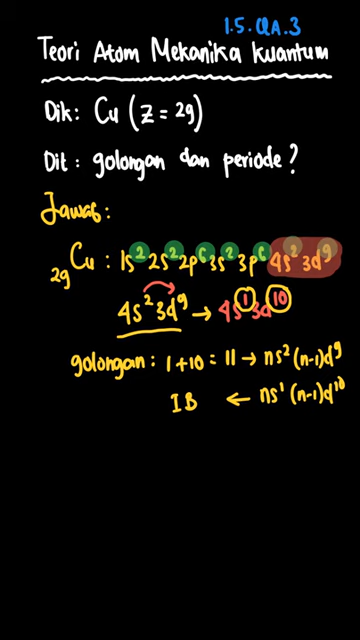 1.5.QA.3
Teori Atom Mekanika Kuantum
Dik: Cu (Z = 29)
Dit: golongan dan periode?
Jawab:
₂₉Cu: 1s² 2s² 2p⁶ 3s² 3p⁶ 4s² 3d⁹
4s² 3d⁹ → 4s¹ 3d¹⁰
golongan: 1 + 10 = 11 → ns² (n-1)d⁹
IB ← ns¹ (n-1)d¹⁰